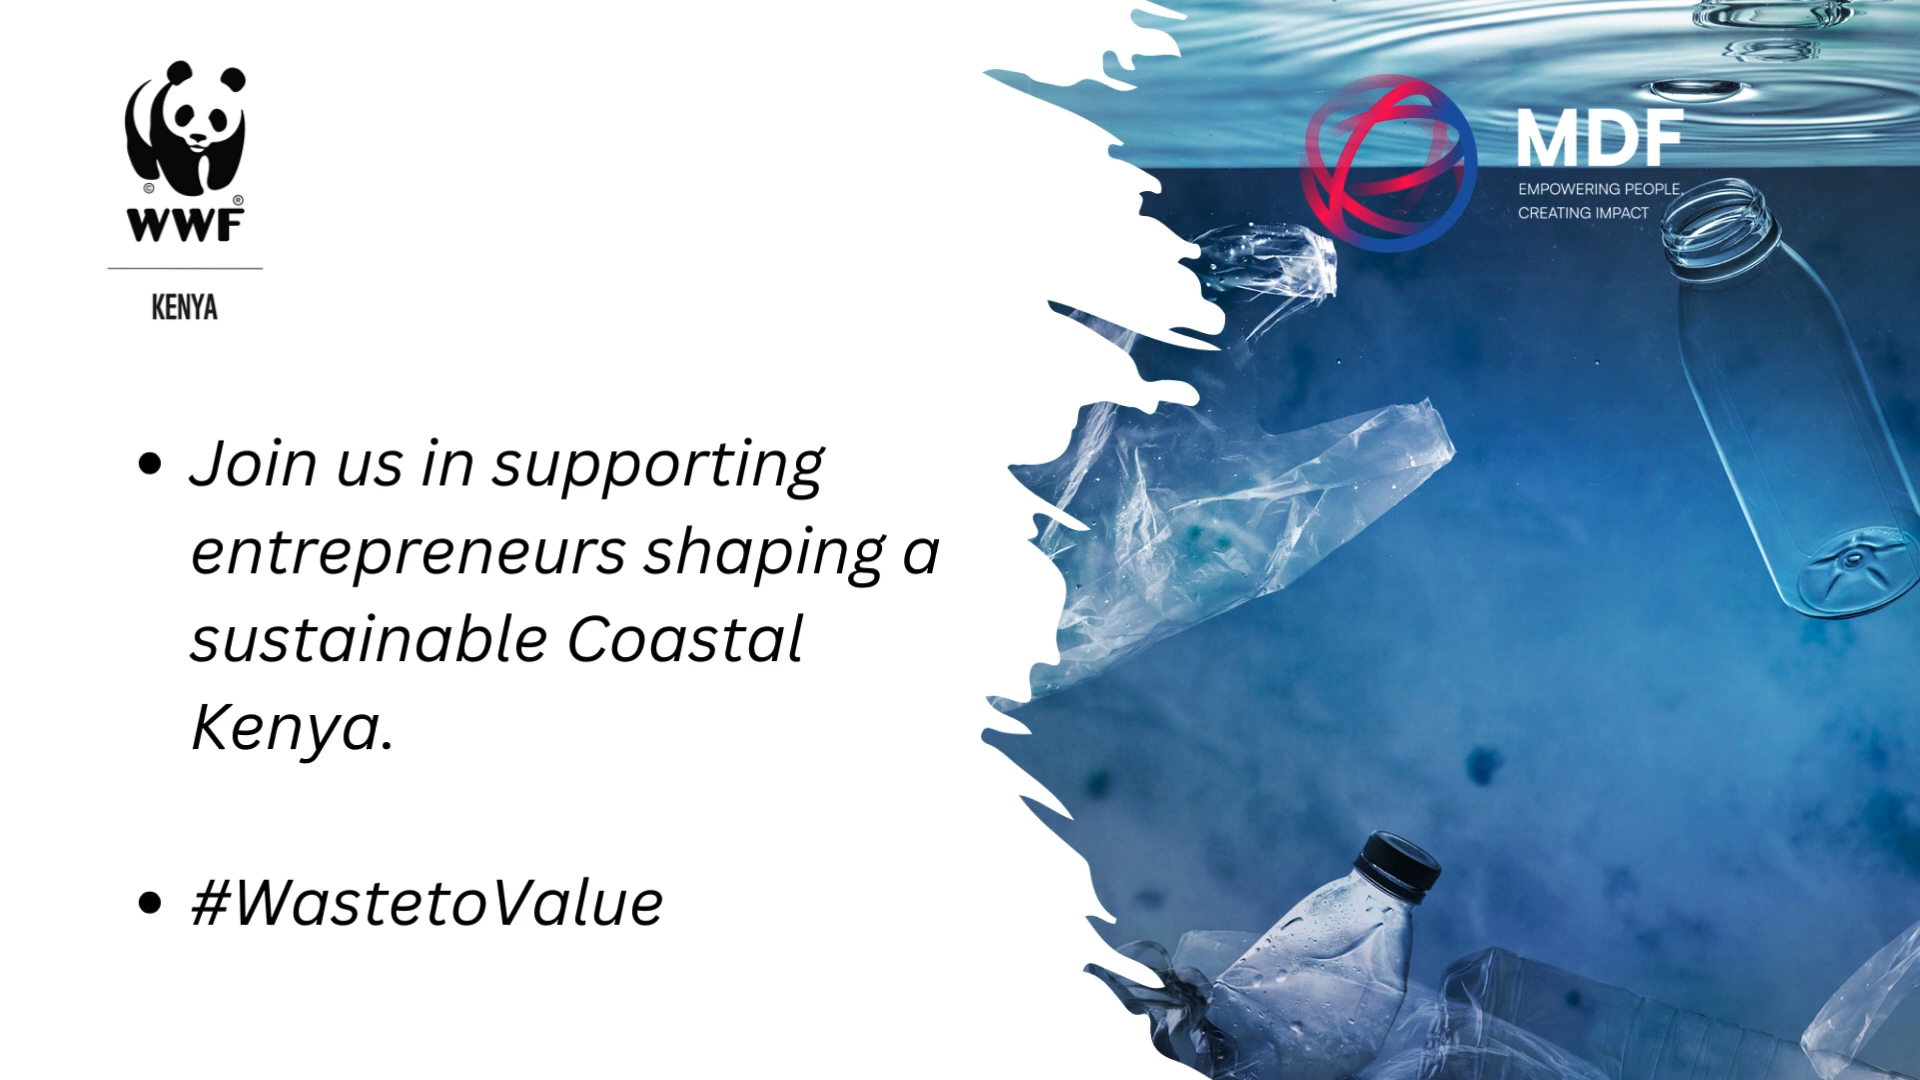 ©
®
WWF
KENYA
MDF
EMPOWERING PEOPLE.
CREATING IMPACT
• Join us in supporting
entrepreneurs shaping a
sustainable Coastal
Kenya.
• #WastetoValue